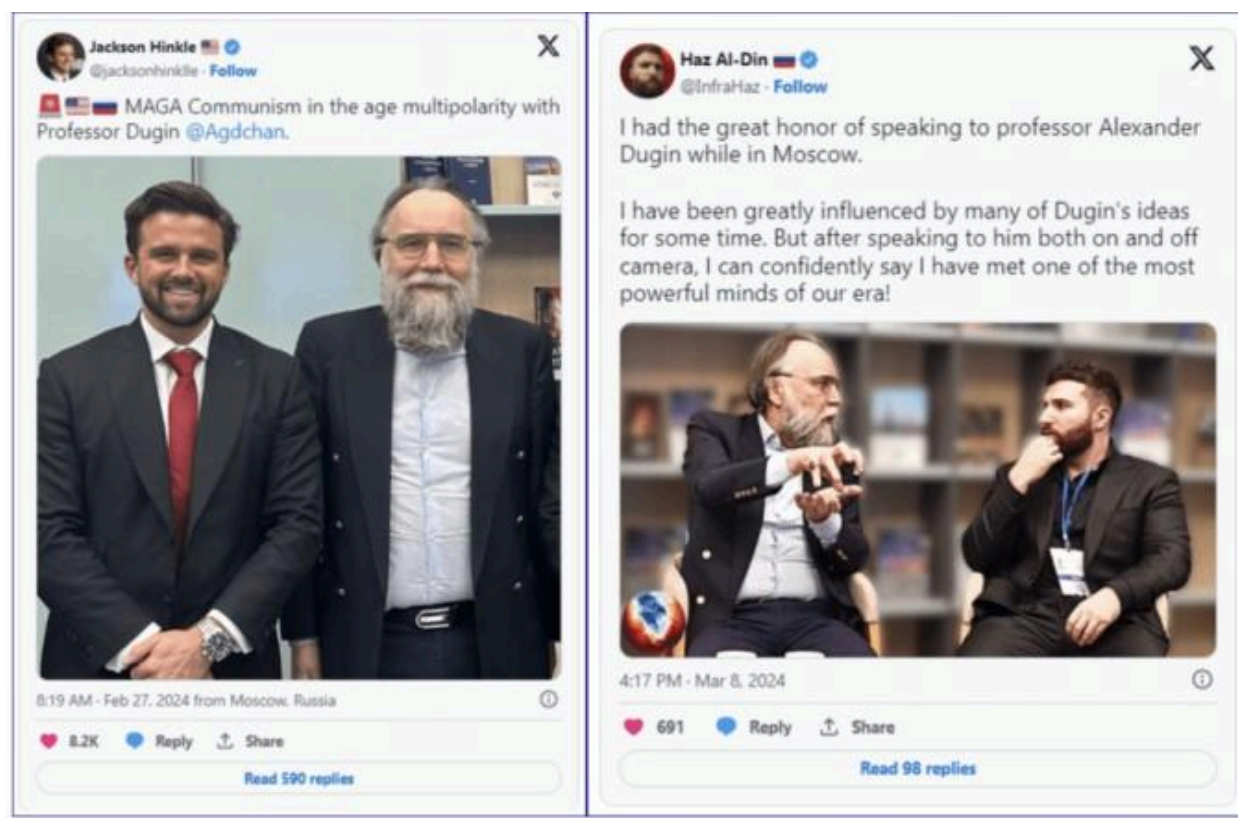 Jackson Hinkle
@jacksonhinklle · Follow
MAGA Communism in the age multipolarity with
Professor Dugin @Agdchan.
8:19 AM · Feb 27, 2024 from Moscow, Russia
8.2K Reply Share
Read 590 replies
Haz Al-Din
@InfraHaz · Follow
I had the great honor of speaking to professor Alexander
Dugin while in Moscow.
I have been greatly influenced by many of Dugin's ideas
for some time. But after speaking to him both on and off
camera, I can confidently say I have met one of the most
powerful minds of our era!
4:17 PM · Mar 8, 2024
691 Reply Share
Read 98 replies